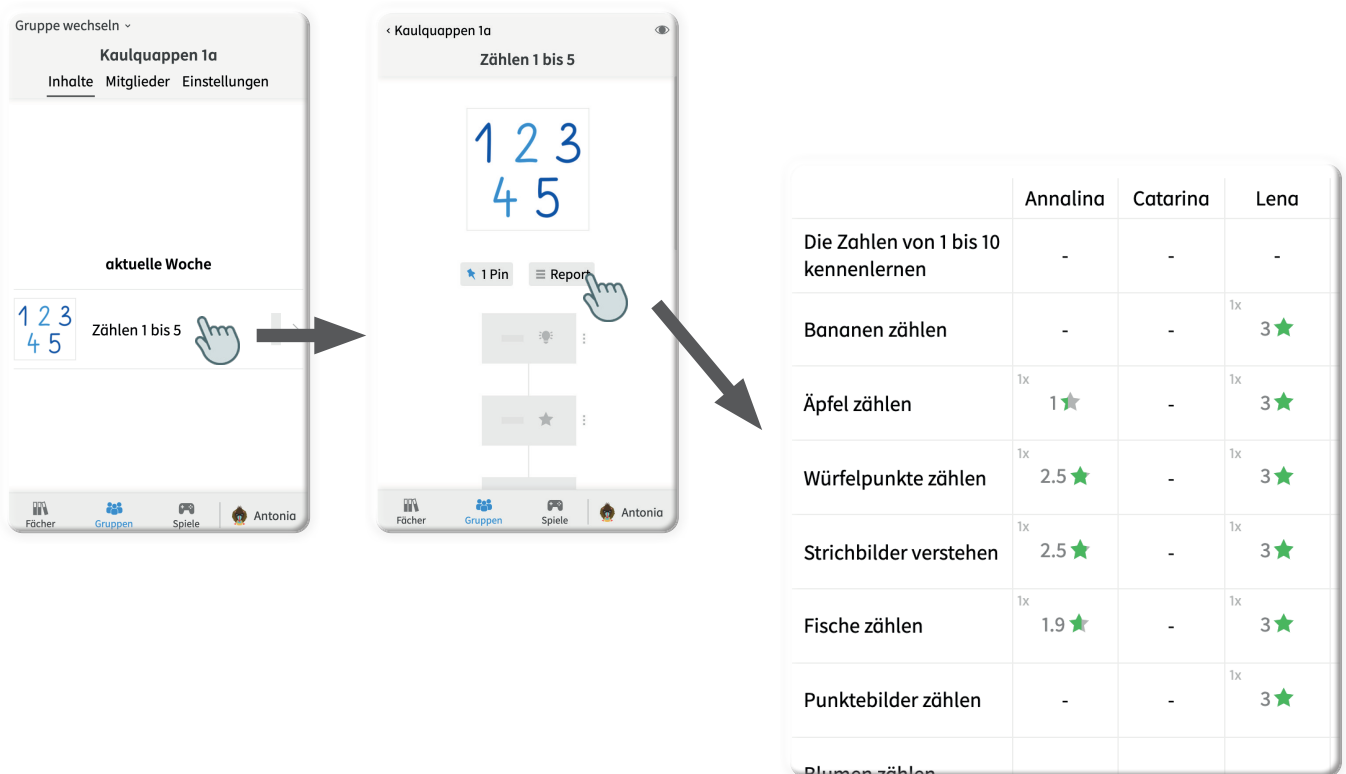 Gruppe wechseln
Kaulquappen 1a
Inhalte Mitglieder Einstellungen
aktuelle Woche
1 2 3
4 5
Zählen 1 bis 5
Fächer Gruppen Spiele Antonia
‹ Kaulquappen 1a
Zählen 1 bis 5
1 2 3
4 5
1 Pin Report
Fächer Gruppen Spiele Antonia
Annalina Catarina Lena
Die Zahlen von 1 bis 10
kennenlernen
- - -
1x
Bananen zählen - - 3
1x 1x
Äpfel zählen 1 - 3
1x 1x
Würfelpunkte zählen 2.5 - 3
1x 1x
Strichbilder verstehen 2.5 - 3
1x 1x
Fische zählen 1.9 - 3
1x
Punktebilder zählen - - 3
Blumen zählen